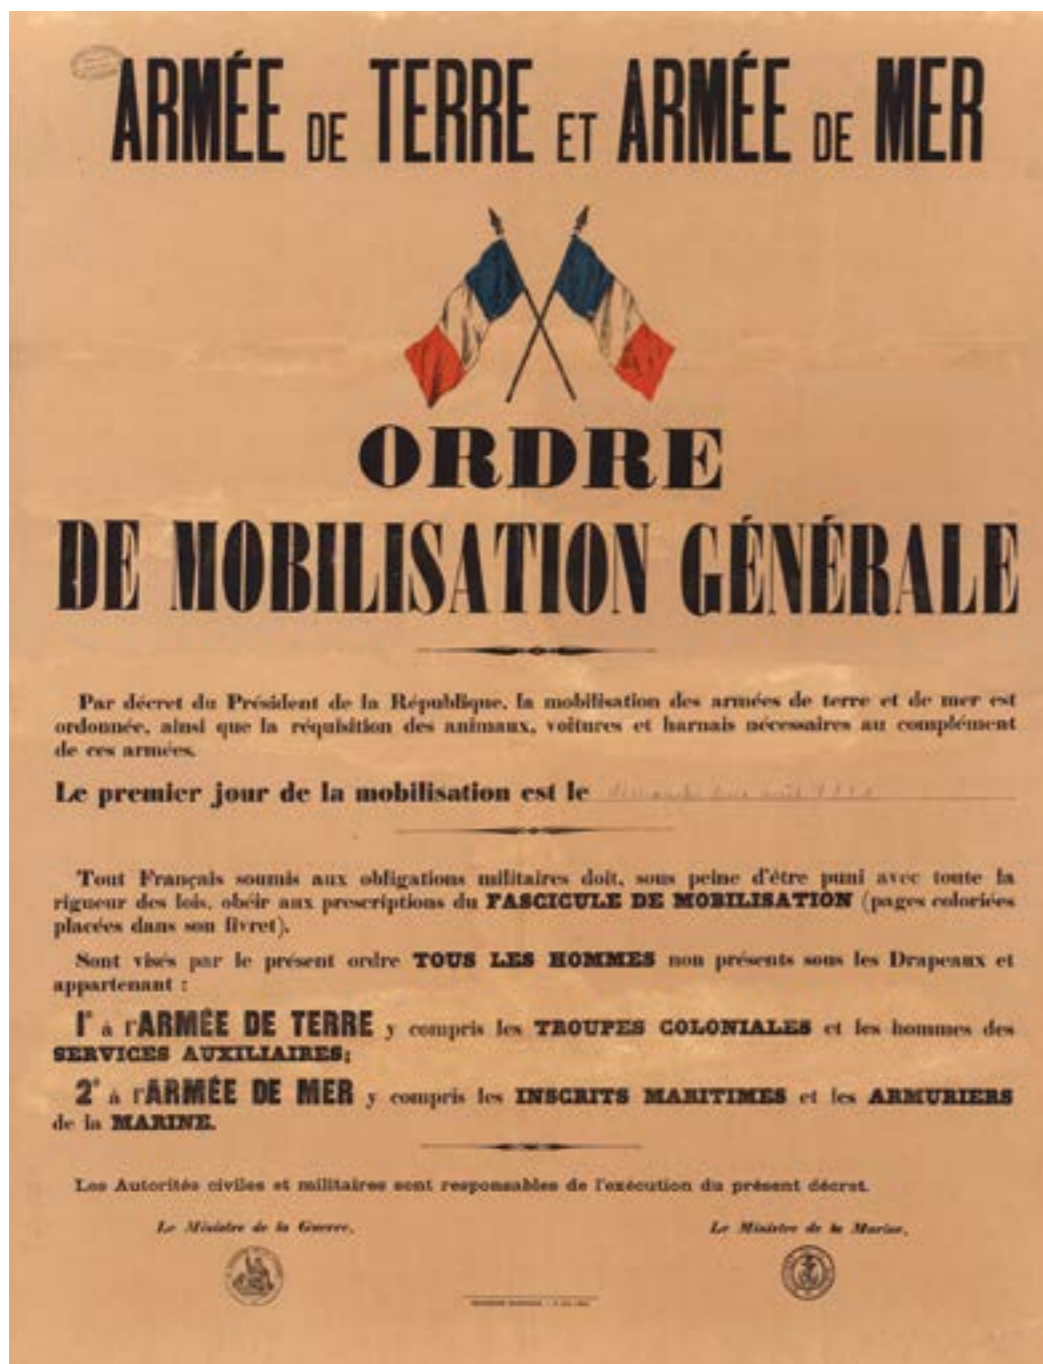 ARMÉE DE TERRE ET ARMÉE DE MER
ORDRE
DE MOBILISATION GÉNÉRALE
Par décret du Président de la République, la mobilisation des armées de terre et de mer est
ordonnée, ainsi que la réquisition des animaux, voitures et harnais nécessaires au complément
de ces armées.
Le premier jour de la mobilisation est le
Tout Français soumis aux obligations militaires doit, sous peine d'être puni avec toute la
rigueur des lois, obéir aux prescriptions du FASCICULE DE MOBILISATION (pages coloriées
placées dans son livret).
Sont visés par le présent ordre TOUS LES HOMMES non présents sous les Drapeaux et
appartenant :
1° à l'ARMÉE DE TERRE y compris les TROUPES COLONIALES et les hommes des
SERVICES AUXILIAIRES;
2° à l'ARMÉE DE MER y compris les INSCRITS MARITIMES et les ARMURIERS
de la MARINE.
Les Autorités civiles et militaires sont responsables de l'exécution du présent décret.
Le Ministre de la Guerre,
Le Ministre de la Marine,